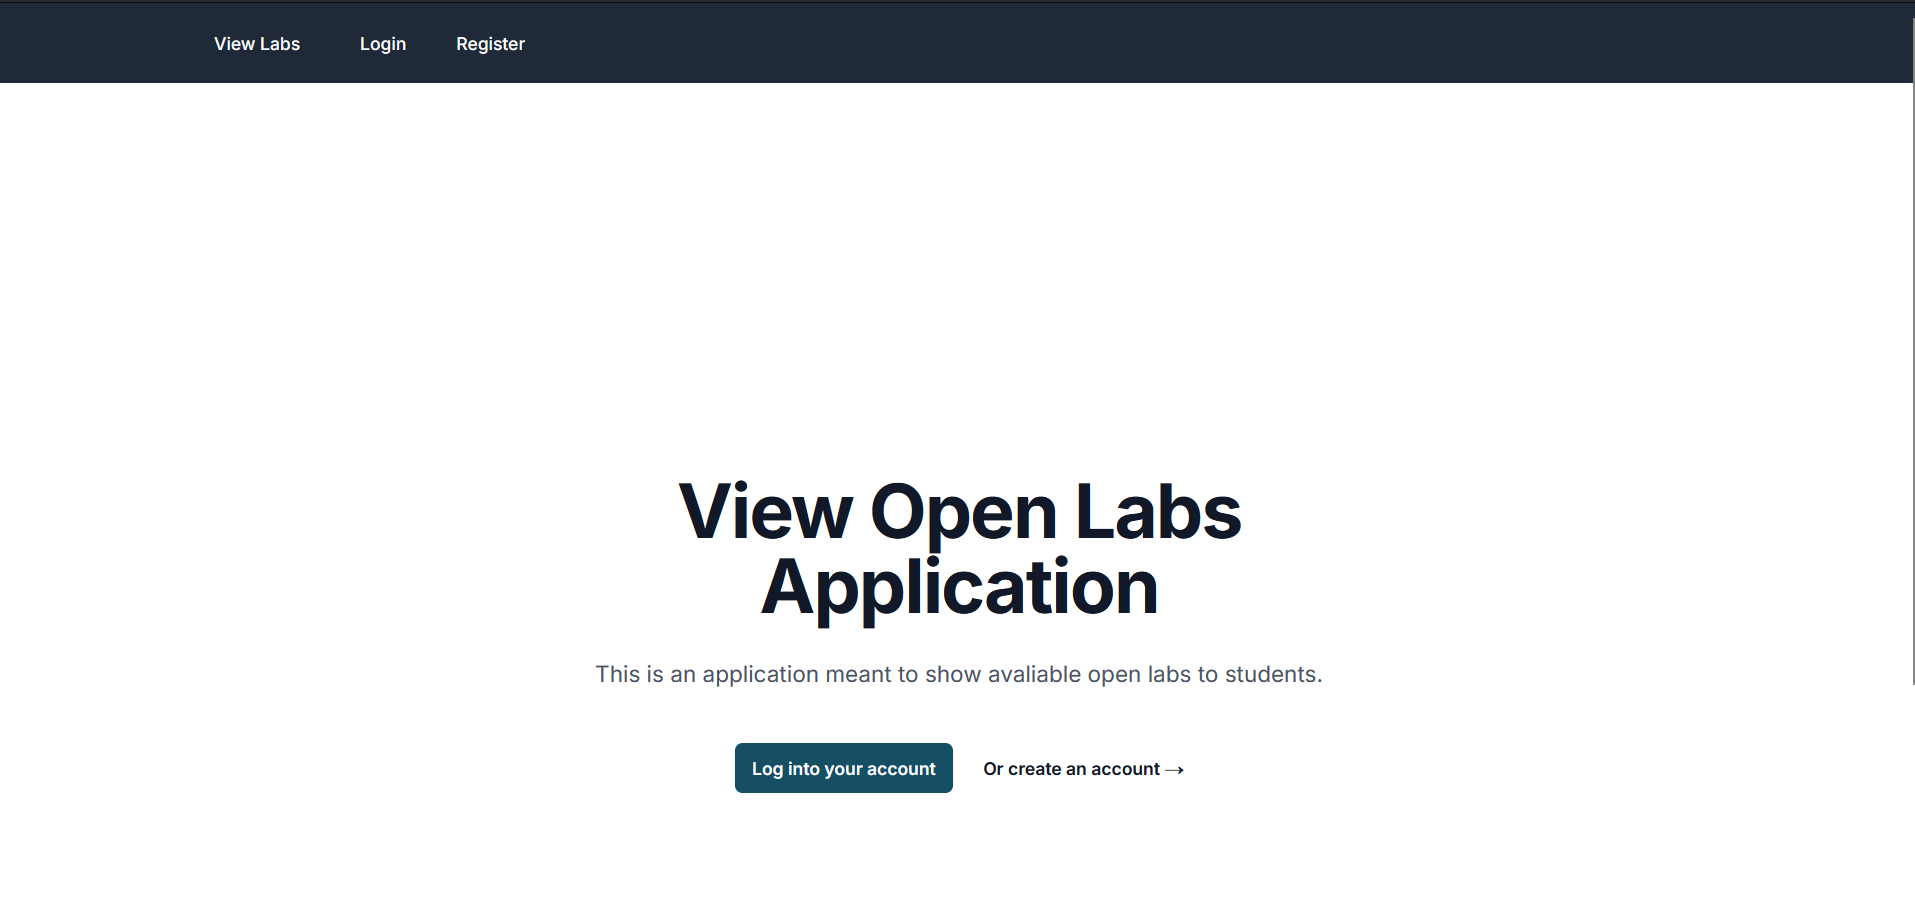 View Labs Login Register
View Open Labs
Application
This is an application meant to show avaliable open labs to students.
Log into your account Or create an account →